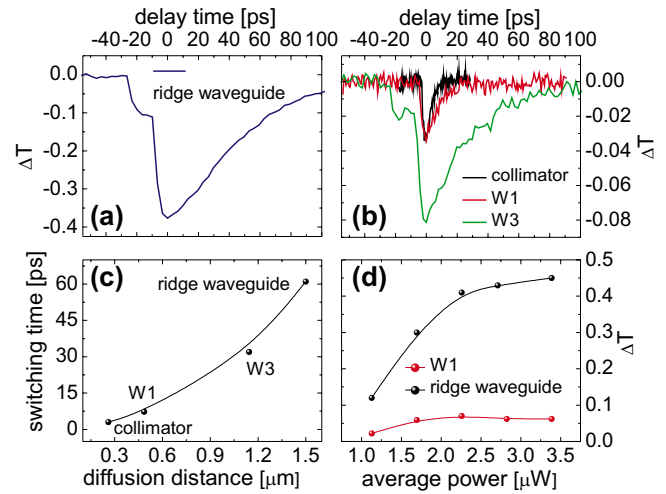 delay time [ps] delay time [ps]
-40 -20 0 20 40 60 80 100 -40 -20 0 20 40 60 80 100
0.0 -0.1 -0.2 -0.3 -0.4
ΔT
ridge waveguide
(a)
0.00 -0.02 -0.04 -0.06 -0.08
ΔT
collimator
W1
W3
(b)
(c)
switching time [ps]
60 45 30 15 0
ridge waveguide
W3
W1
collimator
0.3 0.6 0.9 1.2 1.5
diffusion distance [μm]
(d)
0.5 0.4 0.3 0.2 0.1 0.0
ΔT
W1
ridge waveguide
1.0 1.5 2.0 2.5 3.0 3.5 4.0
average power [μW]